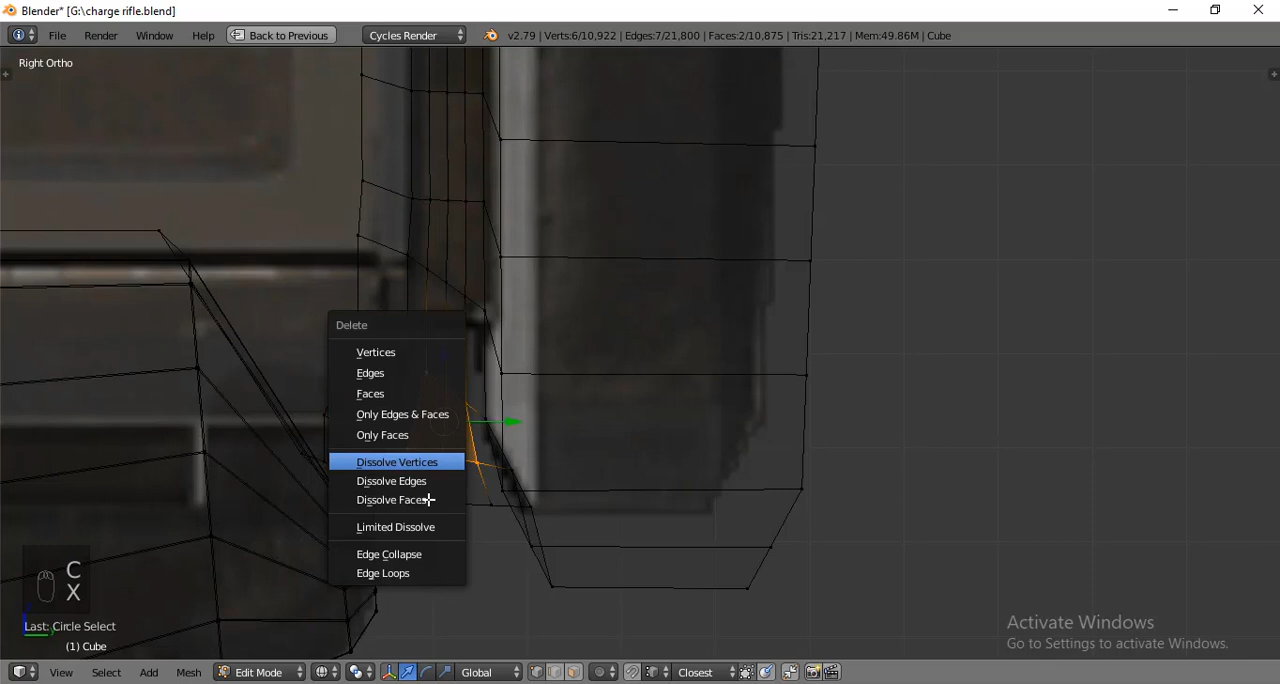 Blender* [G:\charge rifle.blend]
File Render Window Help Back to Previous Cycles Render v2.79 | Verts:6/10,922 | Edges:7/21,800 | Faces:2/10,875 | Tris:21,217 | Mem:49.86M | Cube
Right Ortho
Delete
Vertices
Edges
Faces
Only Edges & Faces
Only Faces
Dissolve Vertices
Dissolve Edges
Dissolve Faces
Limited Dissolve
Edge Collapse
Edge Loops
C
X
Last: Circle Select
(1) Cube
Activate Windows
Go to Settings to activate Windows.
View Select Add Mesh Edit Mode Global Closest